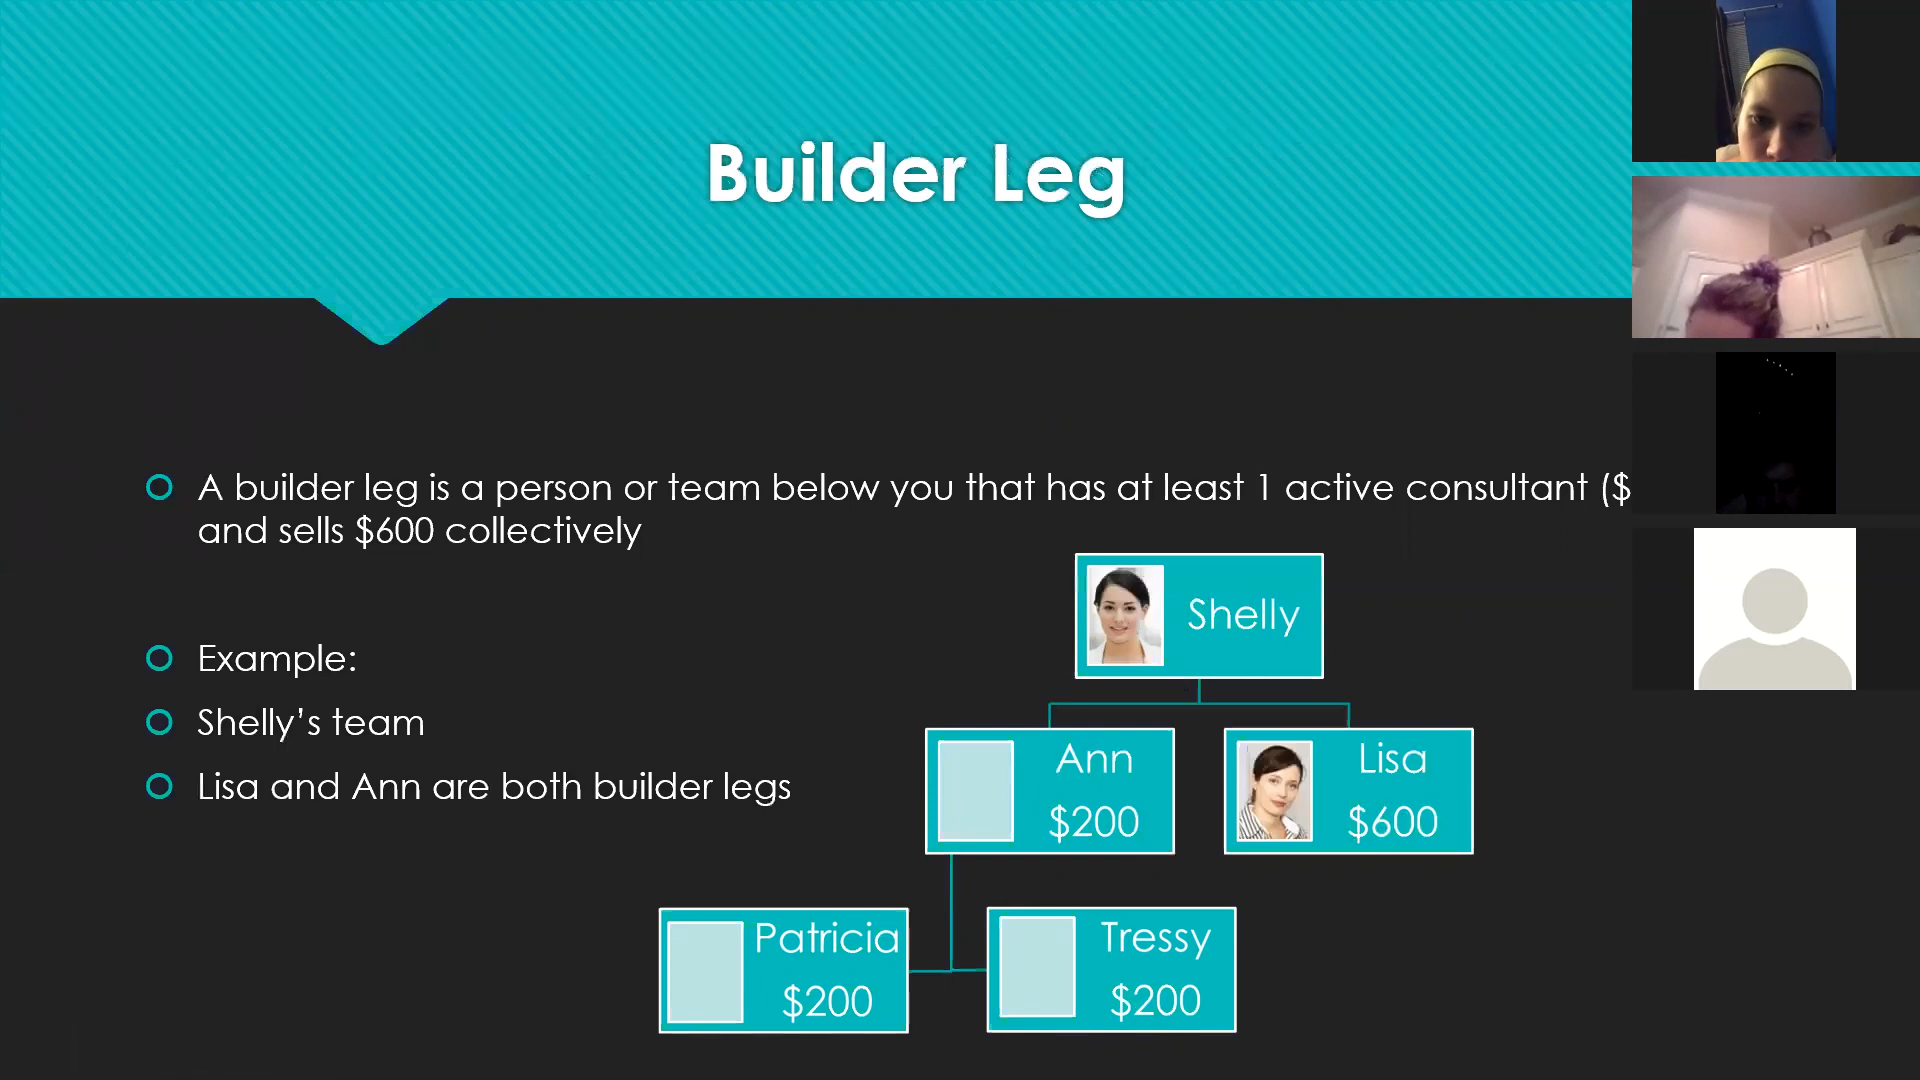 Builder Leg
A builder leg is a person or team below you that has at least 1 active consultant ($
and sells $600 collectively
Example:
Shelly’s team
Lisa and Ann are both builder legs
Shelly
Ann
$200
Lisa
$600
Patricia
$200
Tressy
$200